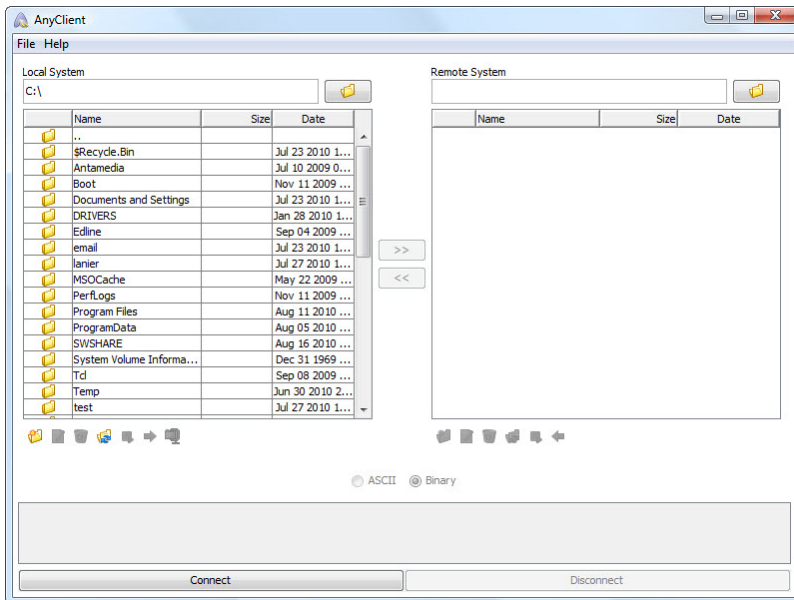 AnyClient
File Help
Local System
C:\
Name Size Date
..
$Recycle.Bin Jul 23 2010 1...
Antamedia Jul 10 2009 0...
Boot Nov 11 2009 ...
Documents and Settings Jul 23 2010 1...
DRIVERS Jan 28 2010 1...
Edline Sep 04 2009 ...
email Jul 23 2010 1...
lanier Jul 27 2010 1...
MSOCache May 22 2009 ...
PerfLogs Nov 11 2009 ...
Program Files Aug 11 2010 ...
ProgramData Aug 05 2010 ...
SWSHARE Aug 16 2010 ...
System Volume Informa... Dec 31 1969 ...
Tcl Sep 08 2009 ...
Temp Jun 30 2010 2...
test Jul 27 2010 1...
>>
<<
Remote System
Name Size Date
ASCII Binary
Connect Disconnect